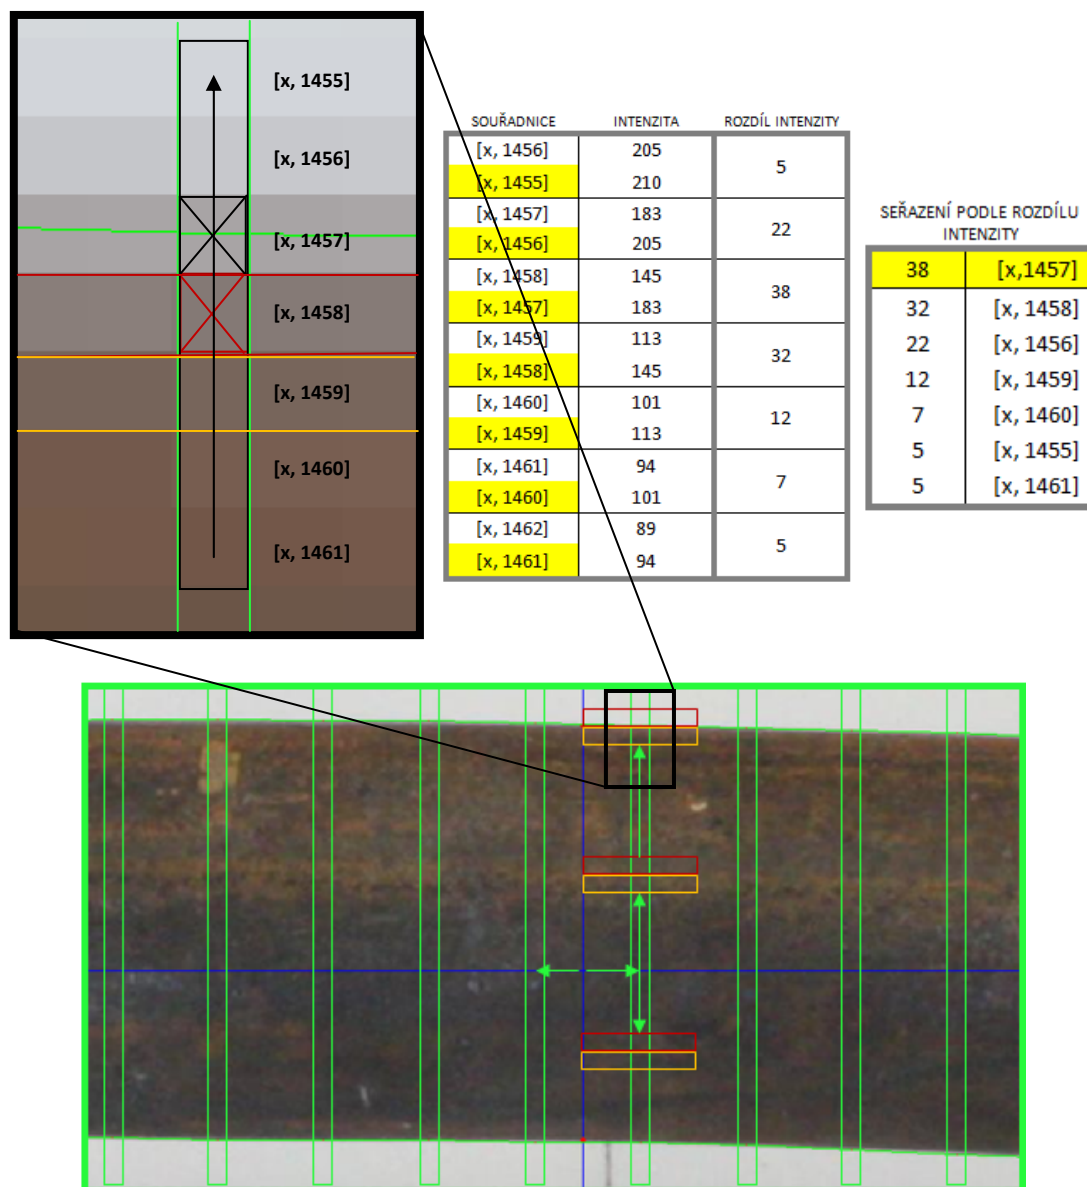 [x, 1455]
[x, 1456]
[x, 1457]
[x, 1458]
[x, 1459]
[x, 1460]
[x, 1461]
SOUŘADNICE INTENZITA ROZDÍL INTENZITY
[x, 1456] 205
5
[x, 1455] 210
[x, 1457] 183
22
[x, 1456] 205
[x, 1458] 145
38
[x, 1457] 183
[x, 1459] 113
32
[x, 1458] 145
[x, 1460] 101
12
[x, 1459] 113
[x, 1461] 94
7
[x, 1460] 101
[x, 1462] 89
5
[x, 1461] 94
SEŘAZENÍ PODLE ROZDÍLU
INTENZITY
38 [x,1457]
32 [x, 1458]
22 [x, 1456]
12 [x, 1459]
7 [x, 1460]
5 [x, 1455]
5 [x, 1461]